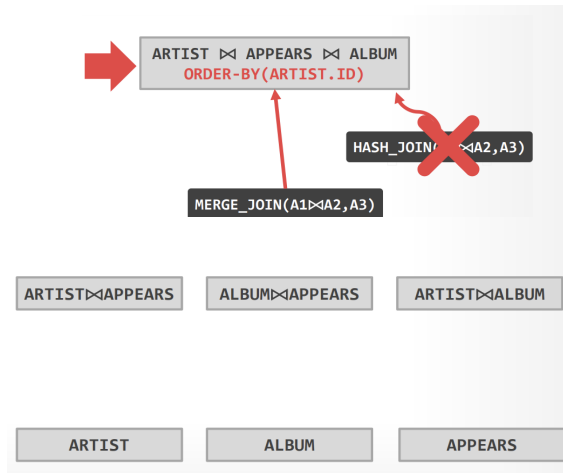 ARTIST ⋈ APPEARS ⋈ ALBUM
ORDER-BY(ARTIST.ID)
HASH_JOIN( ⋈A2,A3)
MERGE_JOIN(A1⋈A2,A3)
ARTIST⋈APPEARS
ALBUM⋈APPEARS
ARTIST⋈ALBUM
ARTIST
ALBUM
APPEARS